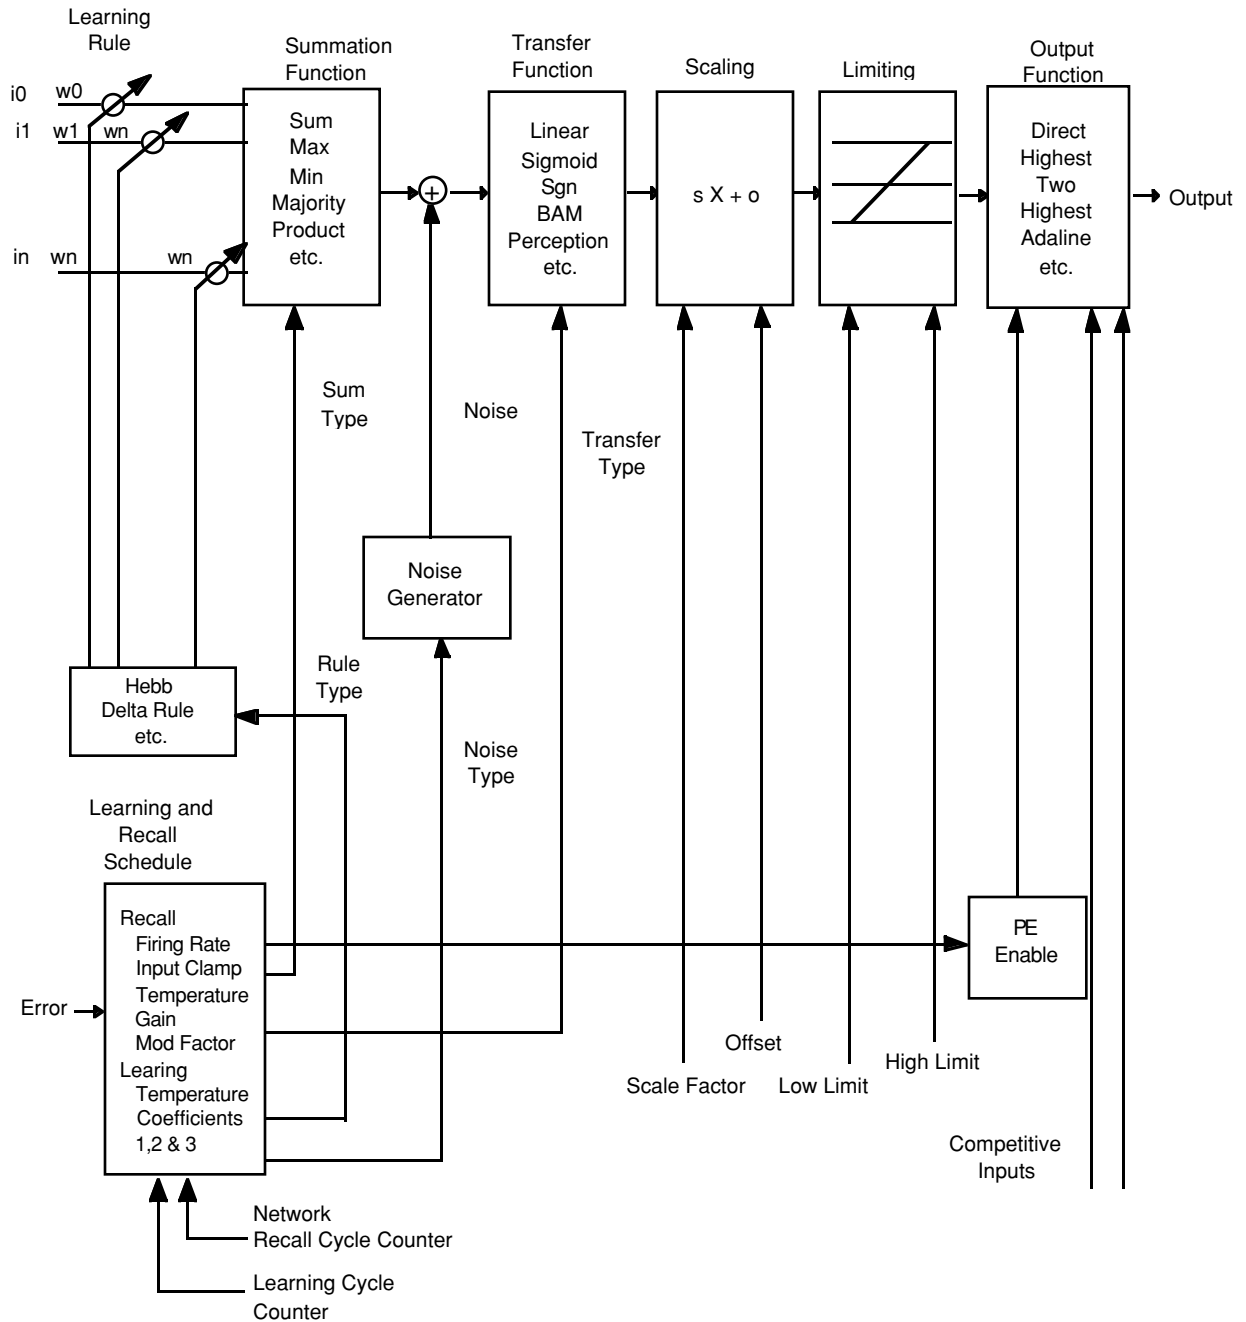 Learning
Rule
Summation
Function
Transfer
Function
Scaling
Limiting
Output
Function
i0 w0
i1 w1 wn
in wn wn
Sum
Max
Min
Majority
Product
etc.
+
Linear
Sigmoid
Sgn
BAM
Perception
etc.
s X + o
Direct
Highest
Two
Highest
Adaline
etc.
Output
Sum
Type
Noise
Transfer
Type
Noise
Generator
Rule
Type
Hebb
Delta Rule
etc.
Noise
Type
Learning and
Recall
Schedule
Recall
Firing Rate
Input Clamp
Temperature
Gain
Mod Factor
Learing
Temperature
Coefficients
1,2 & 3
Error
PE
Enable
Offset
Scale Factor
Low Limit
High Limit
Competitive
Inputs
Network
Recall Cycle Counter
Learning Cycle
Counter